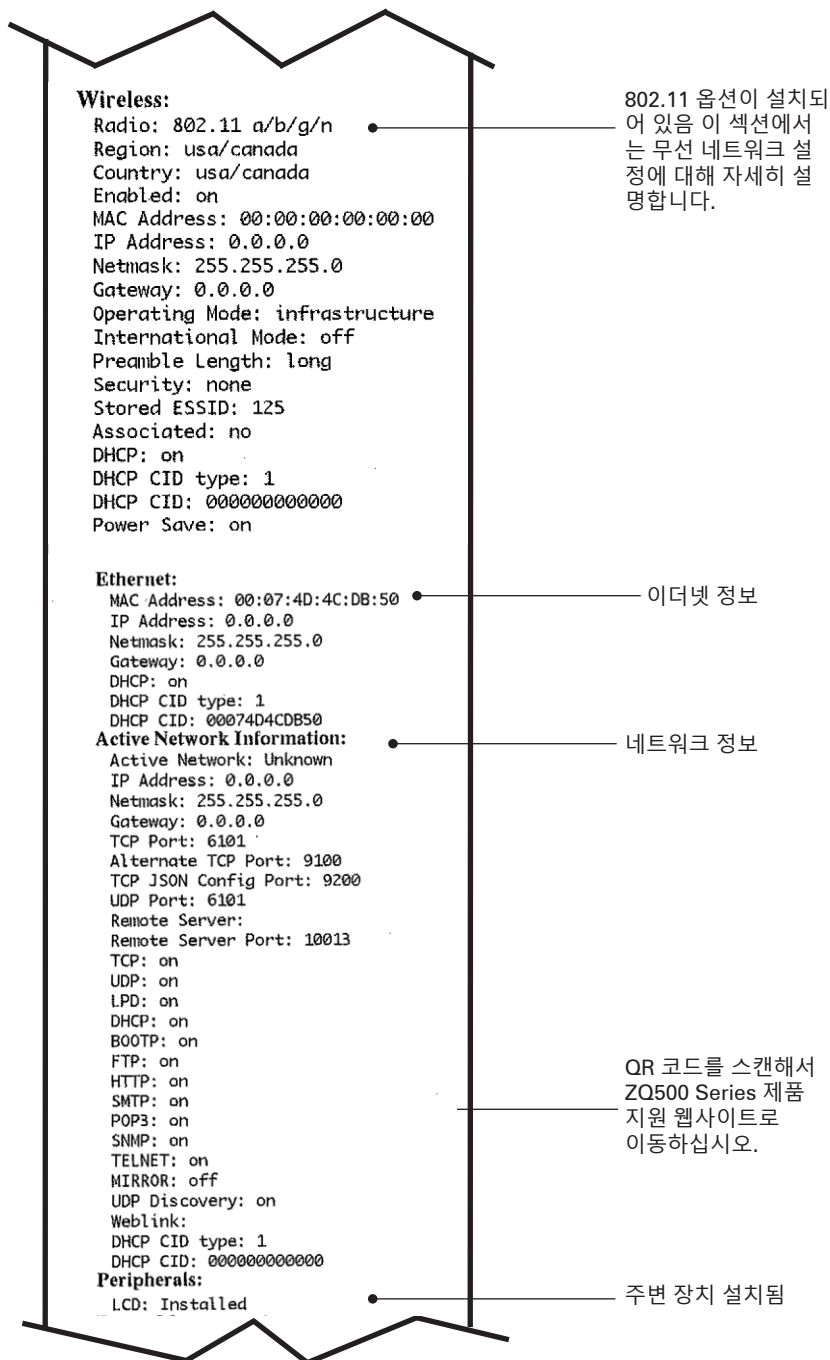 Wireless:
Radio: 802.11 a/b/g/n
Region: usa/canada
Country: usa/canada
Enabled: on
MAC Address: 00:00:00:00:00:00
IP Address: 0.0.0.0
Netmask: 255.255.255.0
Gateway: 0.0.0.0
Operating Mode: infrastructure
International Mode: off
Preamble Length: long
Security: none
Stored ESSID: 125
Associated: no
DHCP: on
DHCP CID type: 1
DHCP CID: 000000000000
Power Save: on
802.11 옵션이 설치되
어 있음 이 섹션에서
는 무선 네트워크 설
정에 대해 자세히 설
명합니다.
Ethernet:
MAC Address: 00:07:4D:4C:DB:50
IP Address: 0.0.0.0
Netmask: 255.255.255.0
Gateway: 0.0.0.0
DHCP: on
DHCP CID type: 1
DHCP CID: 00074D4CDB50
이더넷 정보
Active Network Information:
Active Network: Unknown
IP Address: 0.0.0.0
Netmask: 255.255.255.0
Gateway: 0.0.0.0
TCP Port: 6101
Alternate TCP Port: 9100
TCP JSON Config Port: 9200
UDP Port: 6101
Remote Server:
Remote Server Port: 10013
TCP: on
UDP: on
LPD: on
DHCP: on
BOOTP: on
FTP: on
HTTP: on
SMTP: on
POP3: on
SNMP: on
TELNET: on
MIRROR: off
UDP Discovery: on
Weblink:
DHCP CID type: 1
DHCP CID: 000000000000
네트워크 정보
QR 코드를 스캔해서
ZQ500 Series 제품
지원 웹사이트로
이동하십시오.
Peripherals:
LCD: Installed
주변 장치 설치됨